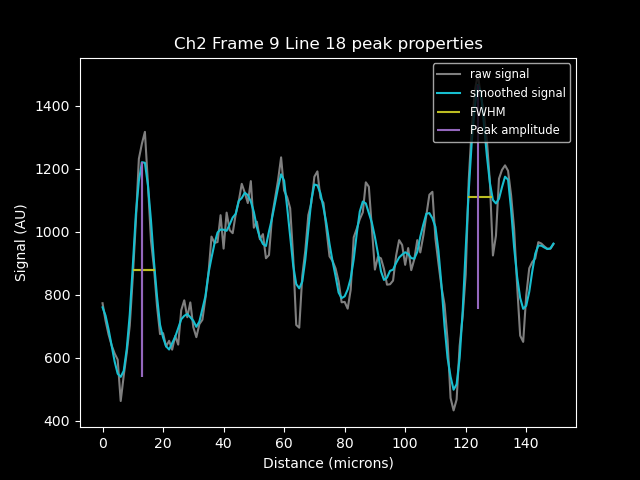 Ch2 Frame 9 Line 18 peak properties
raw signal
smoothed signal
FWHM
Peak amplitude
Signal (AU)
1400
1200
1000
800
600
400
0 20 40 60 80 100 120 140
Distance (microns)